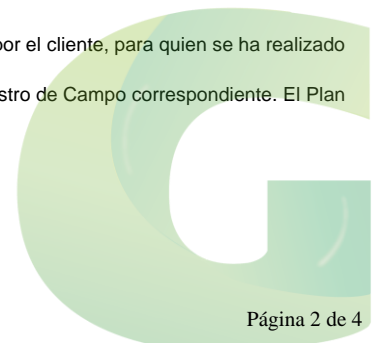 por el cliente, para quien se ha realizado
stro de Campo correspondiente. El Plan
Página 2 de 4